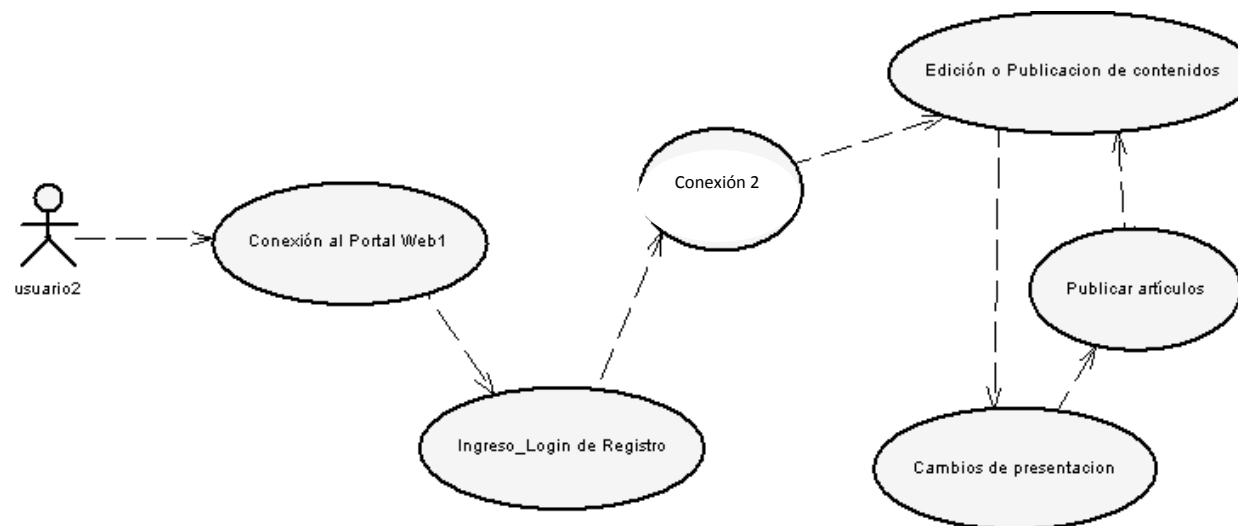 Edición o Publicacion de contenidos
Conexión 2
Conexión al Portal Web1
usuario2
Publicar artículos
Ingreso_Login de Registro
Cambios de presentacion